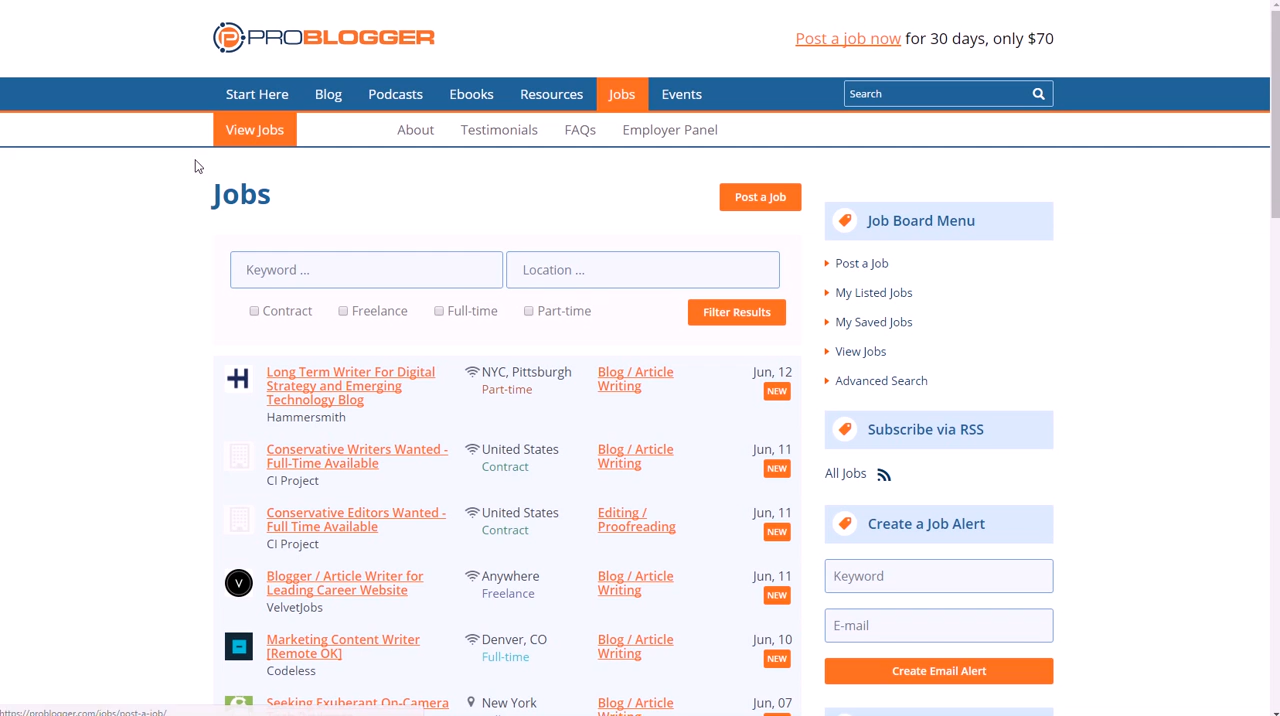 PROBLOGGER
Post a job now for 30 days, only $70
Start Here Blog Podcasts Ebooks Resources Jobs Events Search
View Jobs About Testimonials FAQs Employer Panel
Jobs
Post a Job
Keyword ... Location ...
Contract Freelance Full-time Part-time Filter Results
Long Term Writer For Digital
Strategy and Emerging
Technology Blog
Hammersmith
NYC, Pittsburgh
Part-time
Blog / Article
Writing
Jun, 12
NEW
Conservative Writers Wanted -
Full-Time Available
CI Project
United States
Contract
Blog / Article
Writing
Jun, 11
NEW
Conservative Editors Wanted -
Full Time Available
CI Project
United States
Contract
Editing /
Proofreading
Jun, 11
NEW
V
Blogger / Article Writer for
Leading Career Website
VelvetJobs
Anywhere
Freelance
Blog / Article
Writing
Jun, 11
NEW
Marketing Content Writer
[Remote OK]
Codeless
Denver, CO
Full-time
Blog / Article
Writing
Jun, 10
NEW
Seeking Exuberant On-Camera
New York
Blog / Article
Jun, 07
Job Board Menu
Post a Job
My Listed Jobs
My Saved Jobs
View Jobs
Advanced Search
Subscribe via RSS
All Jobs
Create a Job Alert
Keyword
E-mail
Create Email Alert
https://problogger.com/jobs/post-a-job/